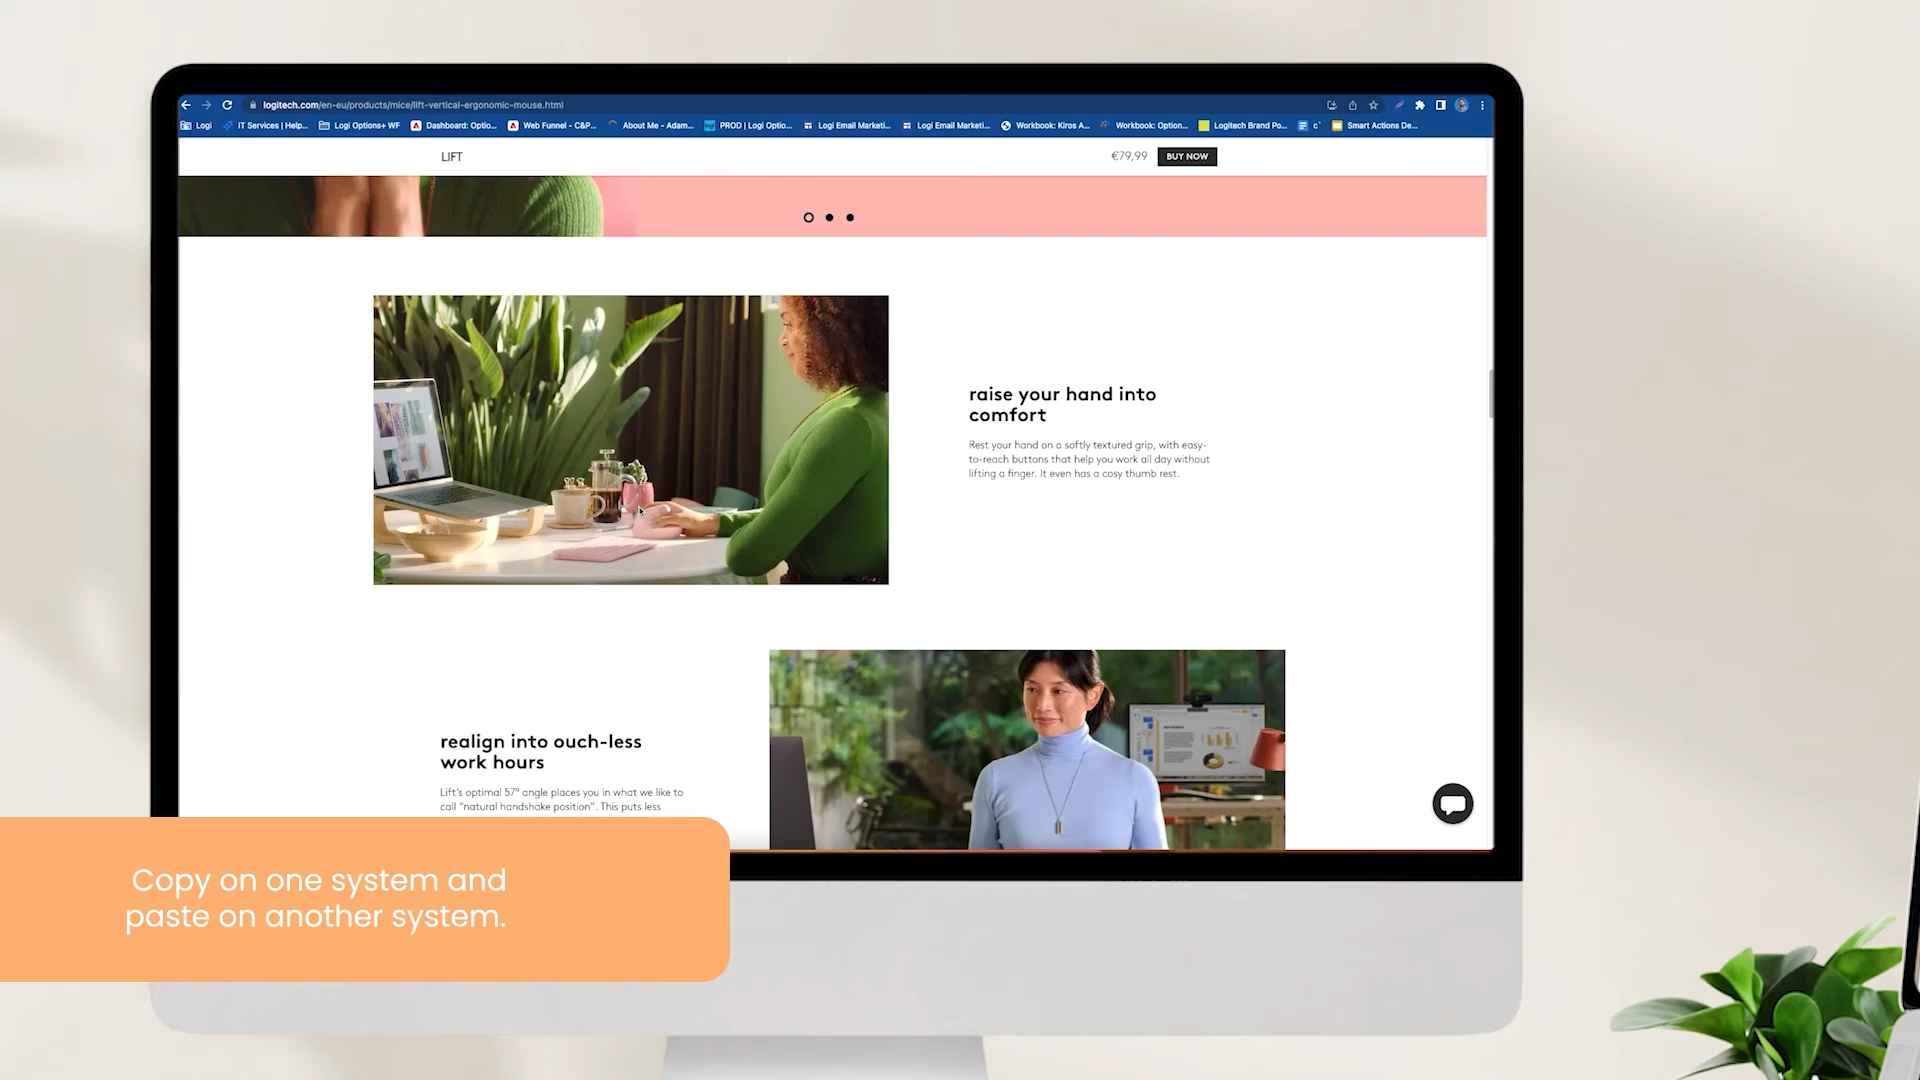 logitech.com/en-eu/products/mice/lift-vertical-ergonomic-mouse.html
Logi IT Services | Help... Logi Options+ WF Dashboard: Optio... Web Funnel - C&P... About Me - Adam... PROD | Logi Optio... Logi Email Marketi... Logi Email Marketi... Workbook: Kiros A... Workbook: Option... Logitech Brand Po... Smart Actions De...
LIFT €79,99 BUY NOW
raise your hand into
comfort
Rest your hand on a softly textured grip, with easy-
to-reach buttons that help you work all day without
lifting a finger. It even has a cosy thumb rest.
realign into ouch-less
work hours
Lift's optimal 57° angle places you in what we like to
call “natural handshake position”. This puts less
Copy on one system and
paste on another system.